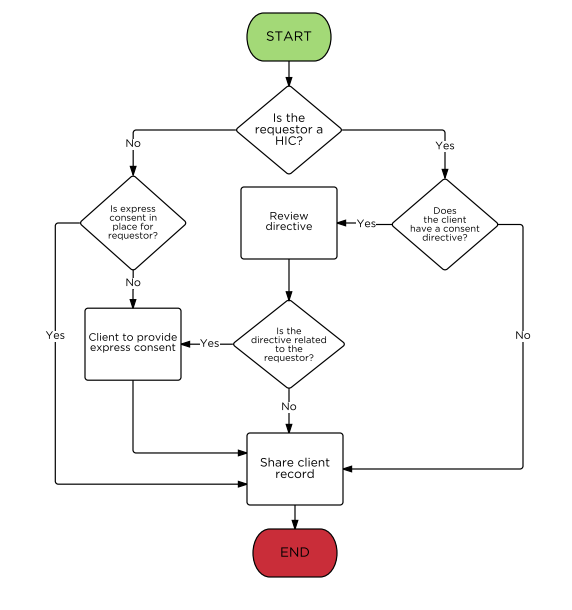 START
Is the
requestor a
HIC?
No
Yes
Is express
consent in
place for
requestor?
Review
directive
Yes
Does
the client
have a consent
directive?
No
Yes
Client to provide
express consent
Yes
Is the
directive related
to the
requestor?
No
No
Share client
record
END